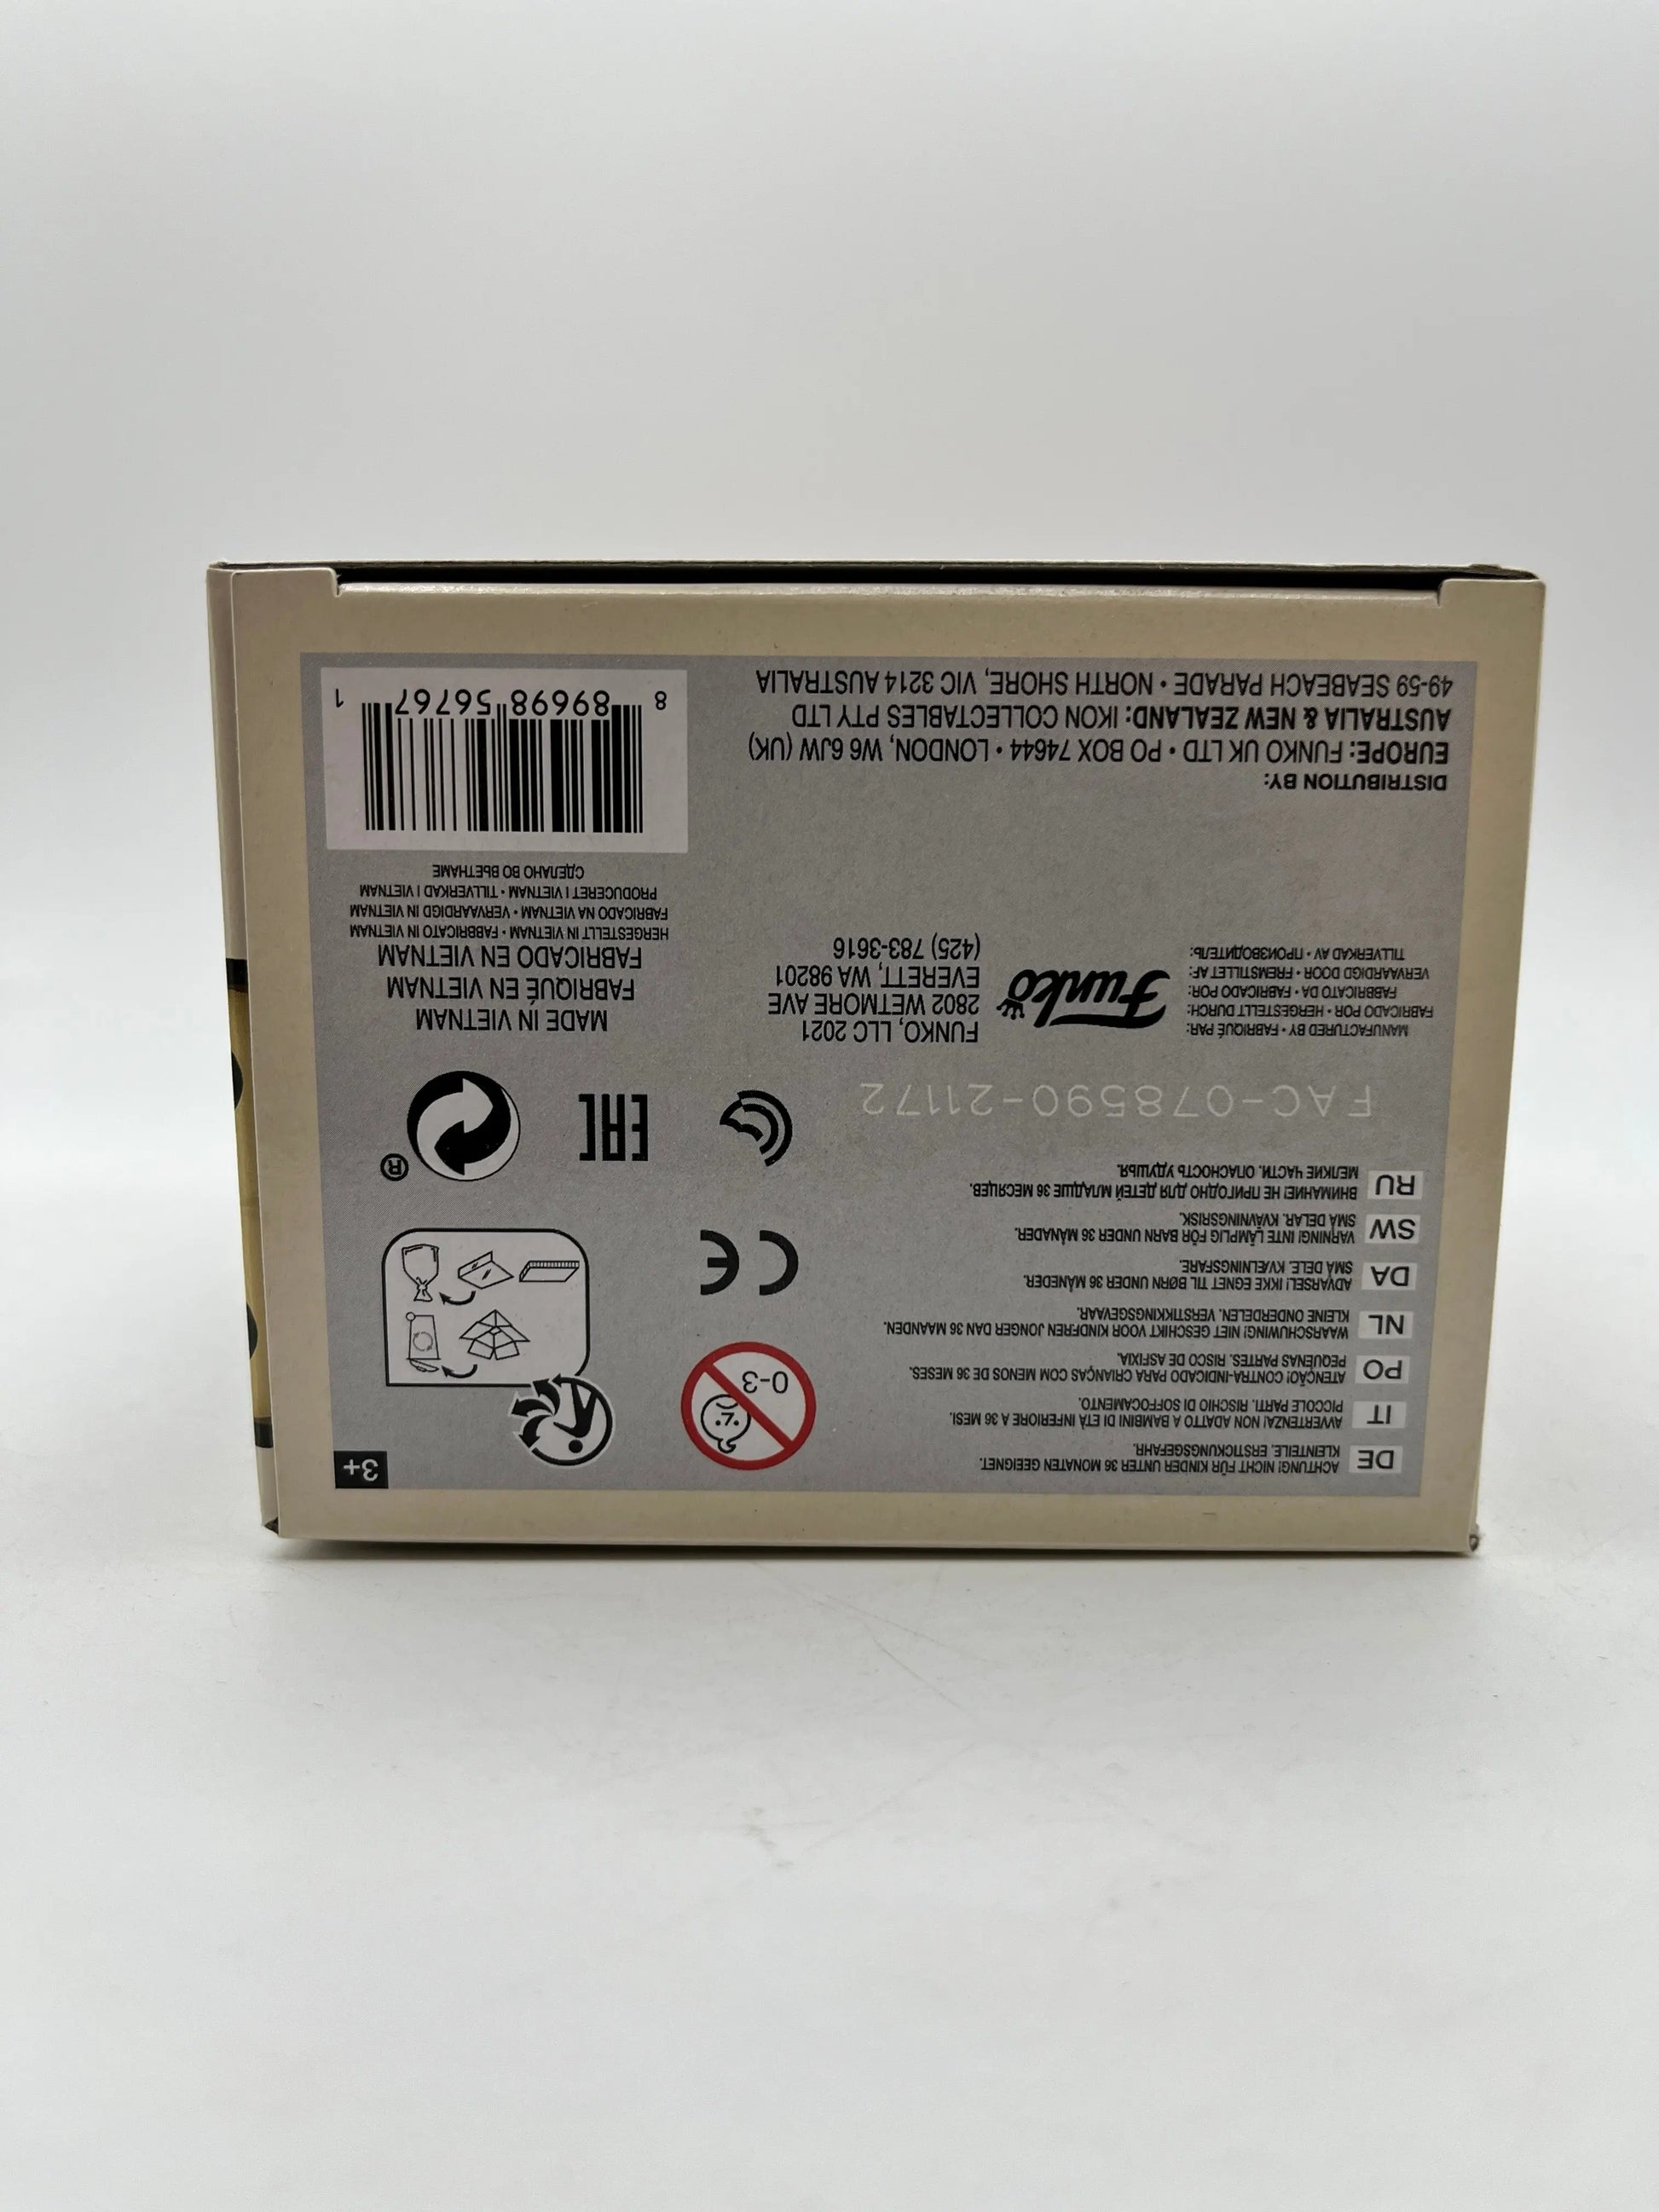 DE
ACHTUNG! NICHT FÜR KINDER UNTER 36 MONATEN GEEIGNET.
KLEINTEILE. ERSTICKUNGSGEFAHR.
IT
AVVERTENZA! NON ADATTO A BAMBINI DI ETÀ INFERIORE A 36 MESI.
PICCOLE PARTI. RISCHIO DI SOFFOCAMENTO.
PO
ATENÇÃO! CONTRA-INDICADO PARA CRIANÇAS COM MENOS DE 36 MESES.
PEQUENAS PARTES. RISCO DE ASFIXIA.
NL
WAARSCHUWING! NIET GESCHIKT VOOR KINDFREN JONGER DAN 36 MAANDEN.
KLEINE ONDERDELEN. VERSTIKKINGSGEVAAR.
DA
ADVARSEL! IKKE EGNET TIL BØRN UNDER 36 MÅNEDER.
SMÅ DELE. KVÆLNINGSFARE.
SW
VARNING! INTE LÄMPLIG FÖR BARN UNDER 36 MÅNADER.
SMÅ DELAR. KVÄVNINGSRISK.
RU
ВНИМАНИЕ! НЕ ПРИГОДНО ДЛЯ ДЕТЕЙ МЛАДШЕ 36 МЕСЯЦЕВ.
МЕЛКИЕ ЧАСТИ. ОПАСНОСТЬ УДУШЬЯ.
0-3
3+
CE
EAC
®
FAC-078590-21172
MANUFACTURED BY • FABRIQUÉ PAR:
FABRICADO POR • HERGESTELLT DURCH:
FABBRICATO DA • FABRICADO POR:
VERVAARDIGD DOOR • FREMSTILLET AF:
TILLVERKAD AV • ПРОИЗВОДИТЕЛЬ:
Funko
FUNKO, LLC 2021
2802 WETMORE AVE
EVERETT, WA 98201
(425) 783-3616
MADE IN VIETNAM
FABRIQUÉ EN VIETNAM
FABRICADO EN VIETNAM
HERGESTELLT IN VIETNAM • FABBRICATO IN VIETNAM
FABRICADO NA VIETNAM • VERVAARDIGD IN VIETNAM
PRODUCERET I VIETNAM • TILLVERKAD I VIETNAM
СДЕЛАНО ВО ВЬЕТНАМЕ
DISTRIBUTION BY:
EUROPE: FUNKO UK LTD • PO BOX 74644 • LONDON, W6 6JW (UK)
AUSTRALIA & NEW ZEALAND: IKON COLLECTABLES PTY LTD
49-59 SEABEACH PARADE • NORTH SHORE, VIC 3214 AUSTRALIA
8 89698 56767 1